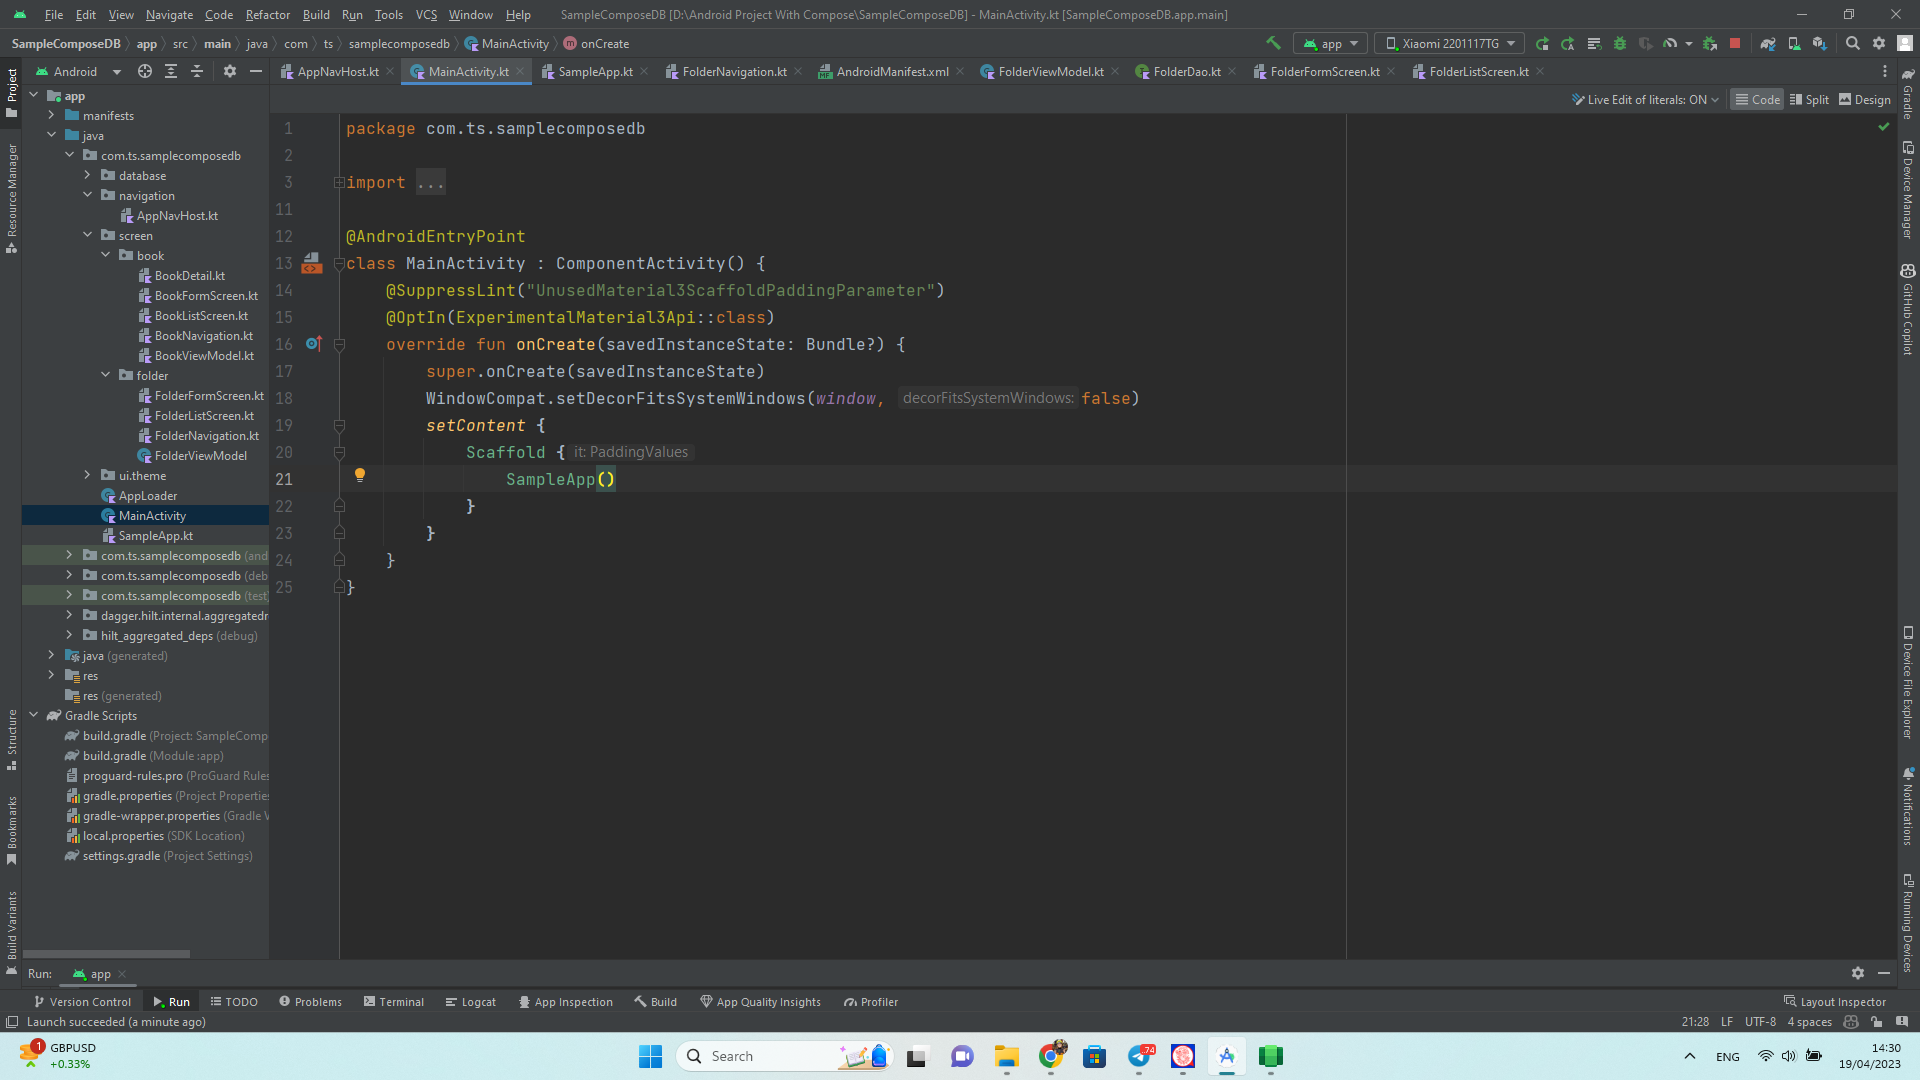 File Edit View Navigate Code Refactor Build Run Tools VCS Window Help SampleComposeDB [D:\Android Project With Compose\SampleComposeDB] - MainActivity.kt [SampleComposeDB.app.main]
SampleComposeDB app src main java com ts samplecomposedb MainActivity onCreate app Xiaomi 2201117TG
Android AppNavHost.kt MainActivity.kt SampleApp.kt FolderNavigation.kt AndroidManifest.xml FolderViewModel.kt FolderDao.kt FolderFormScreen.kt FolderListScreen.kt
Live Edit of literals: ON Code Split Design
Project
Resource Manager
Structure
Bookmarks
Build Variants
app
manifests
java
com.ts.samplecomposedb
database
navigation
AppNavHost.kt
screen
book
BookDetail.kt
BookFormScreen.kt
BookListScreen.kt
BookNavigation.kt
BookViewModel.kt
folder
FolderFormScreen.kt
FolderListScreen.kt
FolderNavigation.kt
FolderViewModel
ui.theme
AppLoader
MainActivity
SampleApp.kt
com.ts.samplecomposedb (and
com.ts.samplecomposedb (deb
com.ts.samplecomposedb (test)
dagger.hilt.internal.aggregatedr
hilt_aggregated_deps (debug)
java (generated)
res
res (generated)
Gradle Scripts
build.gradle (Project: SampleComp
build.gradle (Module :app)
proguard-rules.pro (ProGuard Rules
gradle.properties (Project Properties
gradle-wrapper.properties (Gradle V
local.properties (SDK Location)
settings.gradle (Project Settings)
1 package com.ts.samplecomposedb
2
3 import ...
11
12 @AndroidEntryPoint
13 class MainActivity : ComponentActivity() {
14 @SuppressLint("UnusedMaterial3ScaffoldPaddingParameter")
15 @OptIn(ExperimentalMaterial3Api::class)
16 override fun onCreate(savedInstanceState: Bundle?) {
17 super.onCreate(savedInstanceState)
18 WindowCompat.setDecorFitsSystemWindows(window, decorFitsSystemWindows: false)
19 setContent {
20 Scaffold { it: PaddingValues
21 SampleApp()
22 }
23 }
24 }
25 }
Gradle
Device Manager
GitHub Copilot
Device File Explorer
Notifications
Running Devices
Run: app
Version Control Run TODO Problems Terminal Logcat App Inspection Build App Quality Insights Profiler Layout Inspector
Launch succeeded (a minute ago) 21:28 LF UTF-8 4 spaces
1 GBPUSD
+0.33%
Search
74
ENG
14:30
19/04/2023